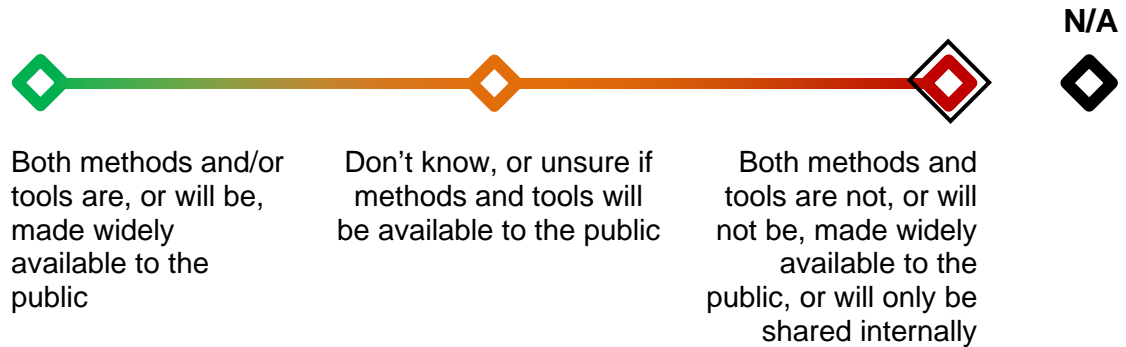 N/A
Both methods and/or
tools are, or will be,
made widely
available to the
public
Don’t know, or unsure if
methods and tools will
be available to the public
Both methods and
tools are not, or will
not be, made widely
available to the
public, or will only be
shared internally